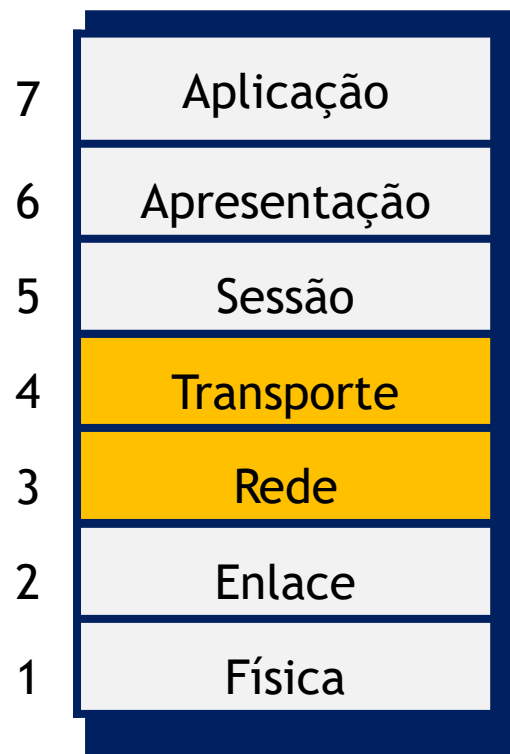 7 Aplicação
6 Apresentação
5 Sessão
4 Transporte
3 Rede
2 Enlace
1 Física